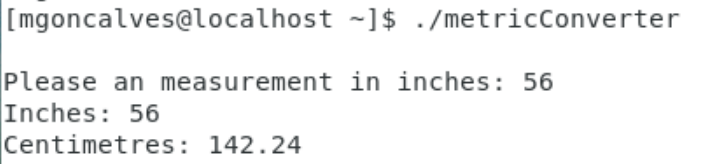 [mgoncalves@localhost ~]$ ./metricConverter
Please an measurement in inches: 56
Inches: 56
Centimetres: 142.24